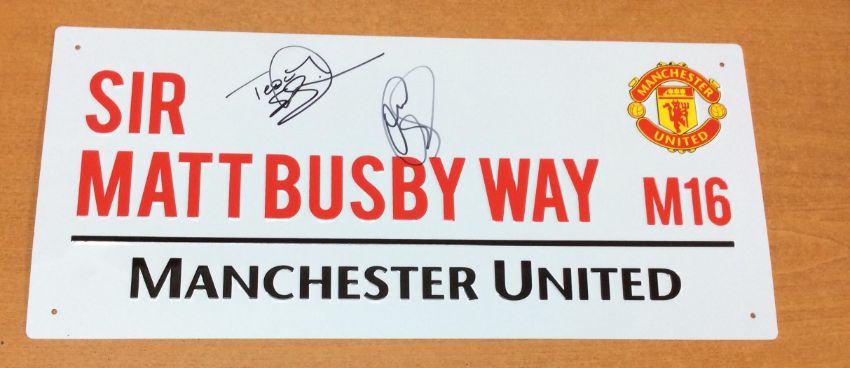 SIR
MATT BUSBY WAY M16
MANCHESTER UNITED
MANCHESTER
UNITED